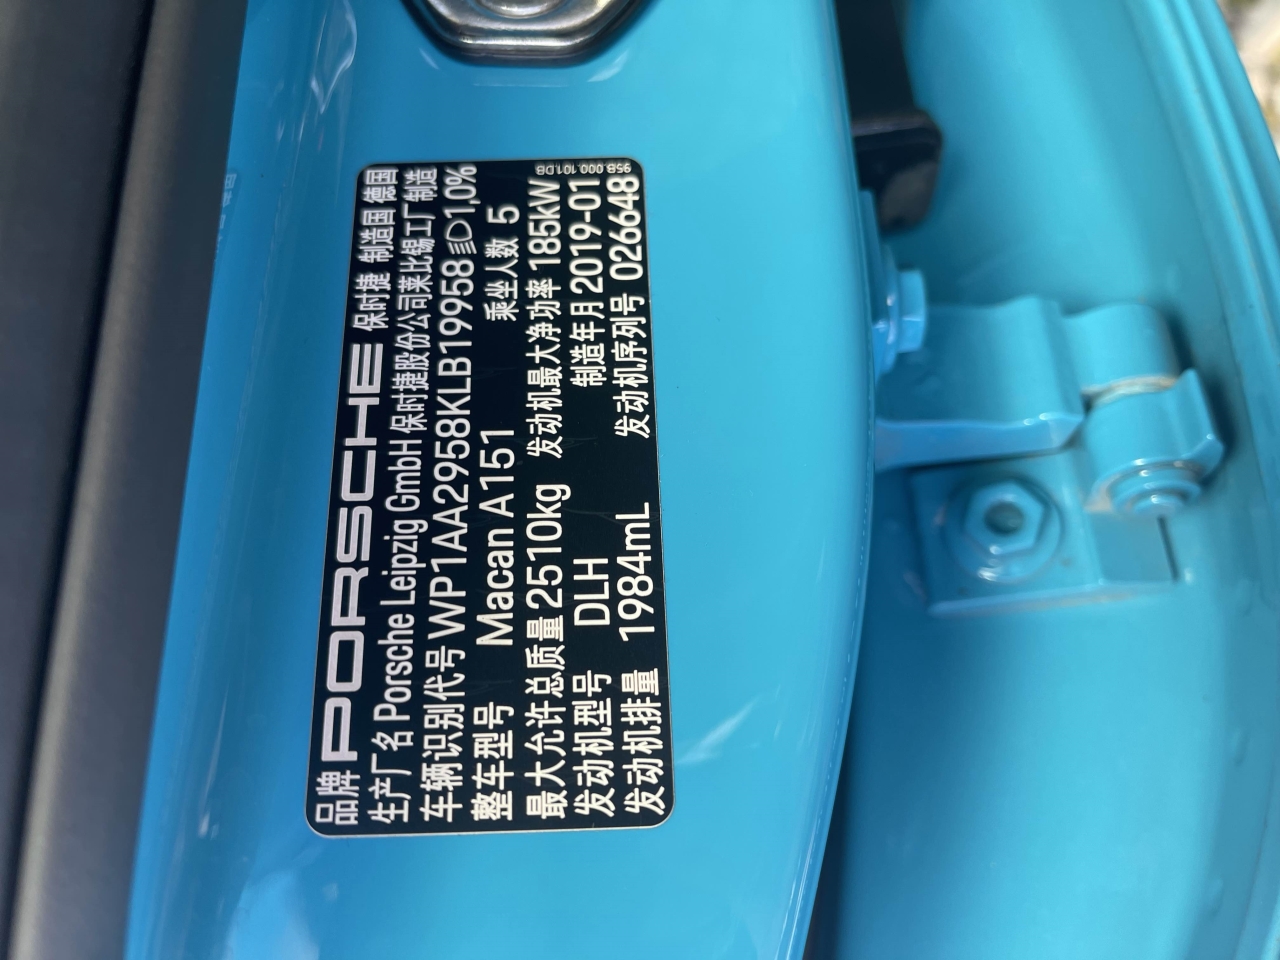 品牌 PORSCHE 保时捷 制造国 德国
生产厂名 Porsche Leipzig GmbH 保时捷股份公司莱比锡工厂制造
车辆识别代号 WP1AA2958KLB19958 1,0%
整车型号 Macan A151 乘坐人数 5
最大允许总质量 2510kg 发动机最大净功率 185kW
发动机型号 DLH 制造年月 2019-01
发动机排量 1984mL 发动机序列号 026648
95B.000.101.DB